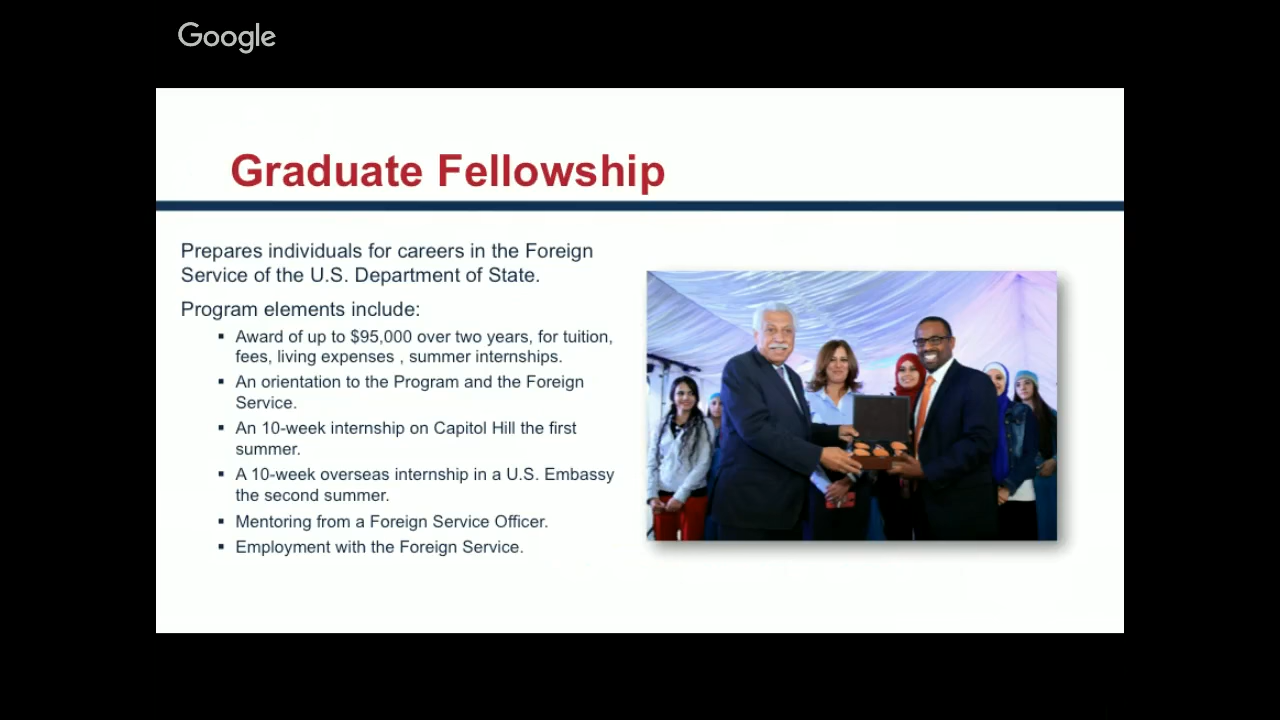 Google
Graduate Fellowship
Prepares individuals for careers in the Foreign
Service of the U.S. Department of State.
Program elements include:
▪ Award of up to $95,000 over two years, for tuition,
fees, living expenses , summer internships.
▪ An orientation to the Program and the Foreign
Service.
▪ An 10-week internship on Capitol Hill the first
summer.
▪ A 10-week overseas internship in a U.S. Embassy
the second summer.
▪ Mentoring from a Foreign Service Officer.
▪ Employment with the Foreign Service.